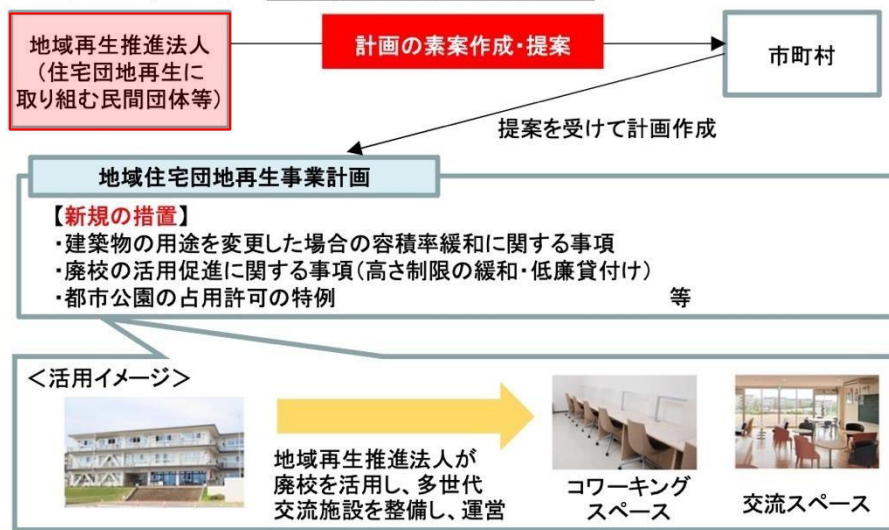 地域再生推進法人
(住宅団地再生に
取り組む民間団体等)
計画の素案作成・提案
市町村
提案を受けて計画作成
地域住宅団地再生事業計画
【新規の措置】
・建築物の用途を変更した場合の容積率緩和に関する事項
・廃校の活用促進に関する事項(高さ制限の緩和・低廉貸付け)
・都市公園の占用許可の特例 等
<活用イメージ>
地域再生推進法人が
廃校を活用し、多世代
交流施設を整備し、運営
コワーキング
スペース
交流スペース